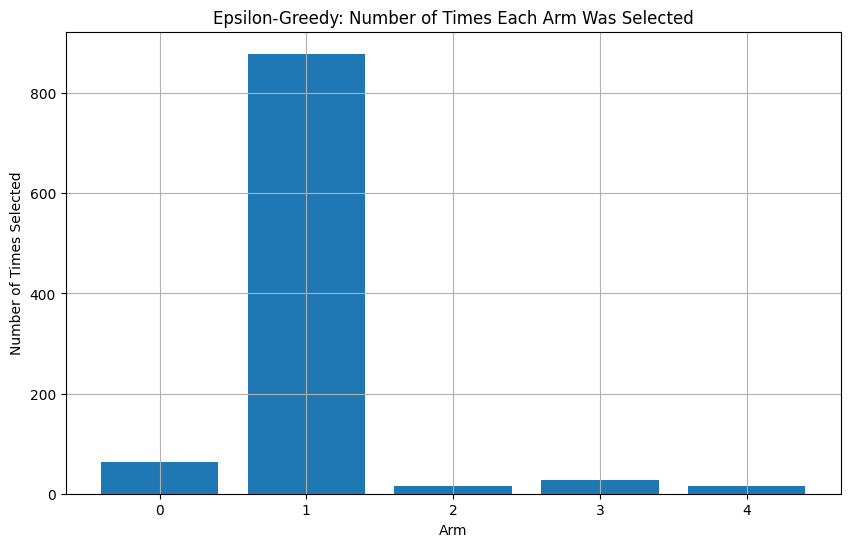 Epsilon-Greedy: Number of Times Each Arm Was Selected
Number of Times Selected
800
600
400
200
0
0 1 2 3 4
Arm